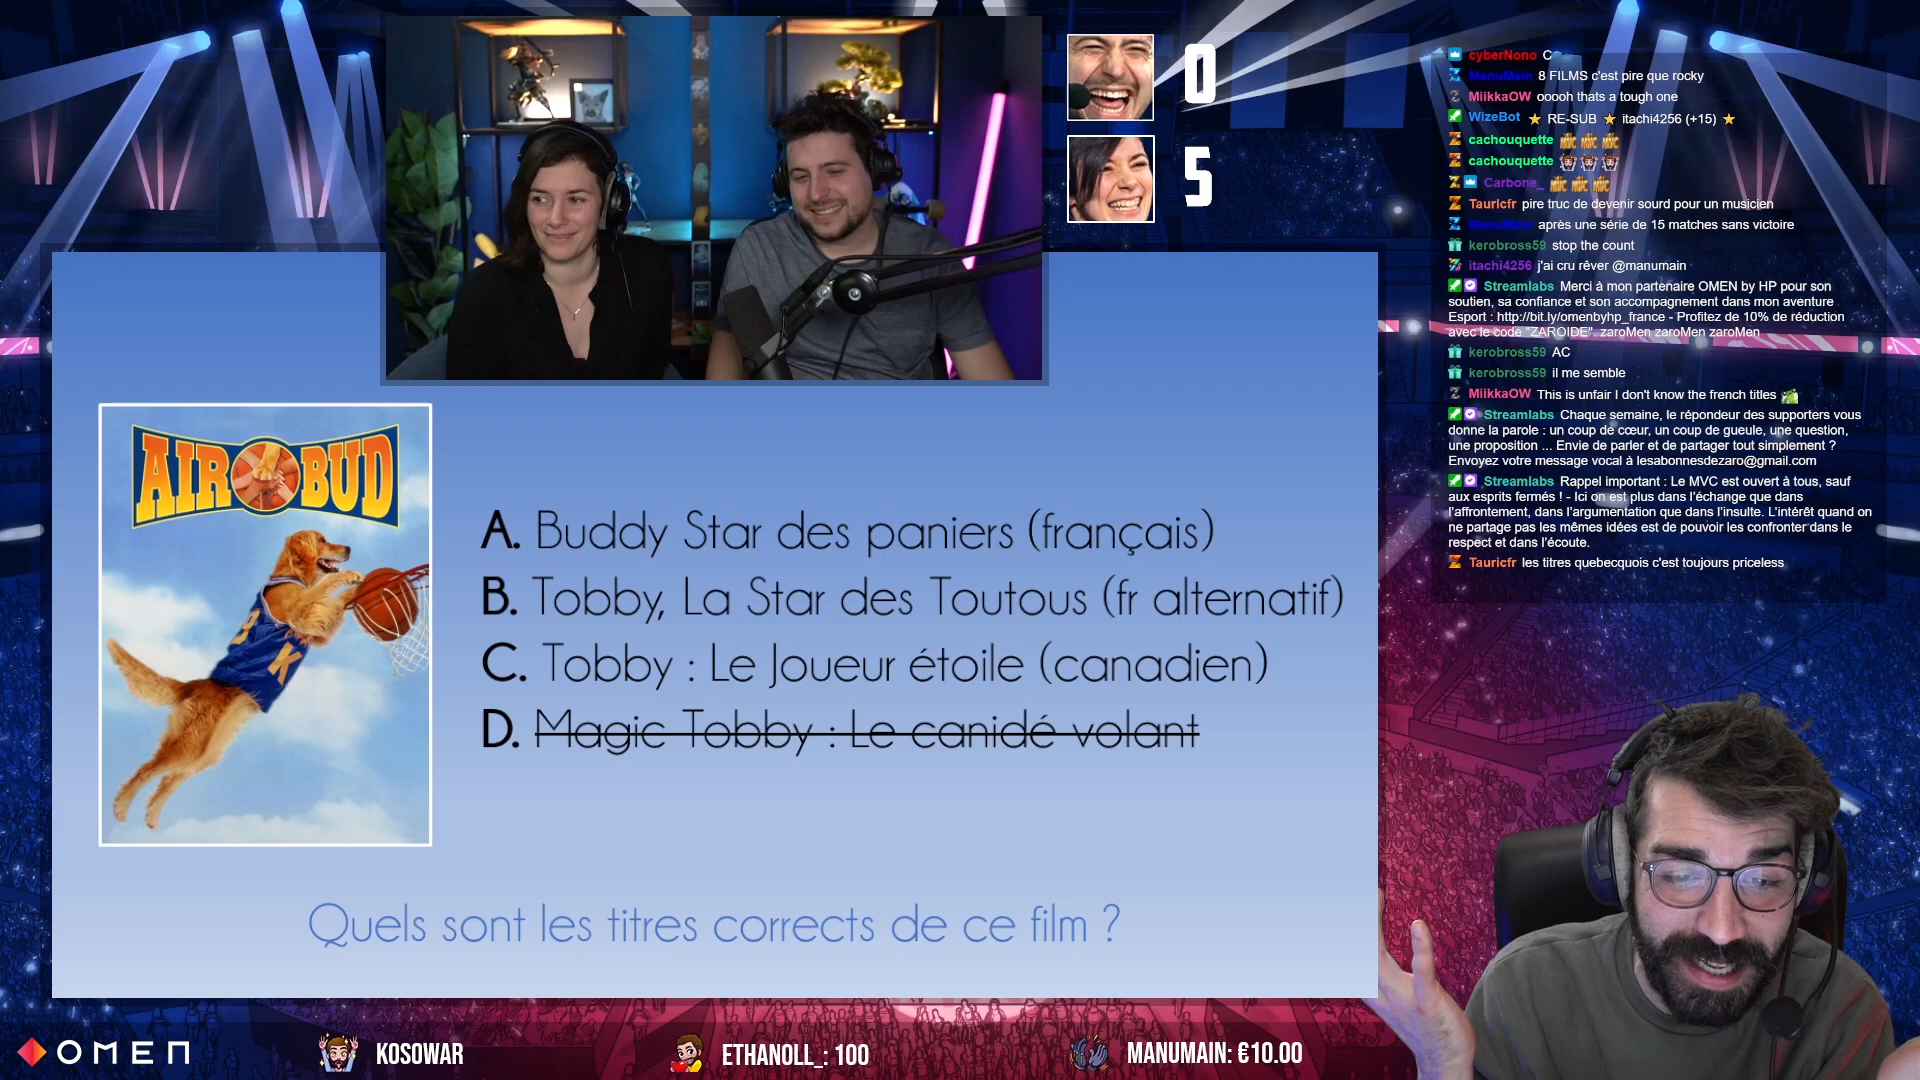 0
5
AIR BUD
K
A. Buddy Star des paniers (français)
B. Tobby, La Star des Toutous (fr alternatif)
C. Tobby : Le Joueur étoile (canadien)
D. Magic Tobby : Le canidé volant
Quels sont les titres corrects de ce film ?
cyberNono C
ManuMain 8 FILMS c'est pire que rocky
MiikkaOW ooooh thats a tough one
WizeBot RE-SUB itachi4256 (+15)
cachouquette
cachouquette
Carbone_
Tauricfr pire truc de devenir sourd pour un musicien
ManuMain après une série de 15 matches sans victoire
kerobross59 stop the count
itachi4256 j'ai cru rêver @manumain
Streamlabs Merci à mon partenaire OMEN by HP pour son
soutien, sa confiance et son accompagnement dans mon aventure
Esport : http://bit.ly/omenbyhp_france - Profitez de 10% de réduction
avec le code "ZAROIDE". zaroMen zaroMen zaroMen
kerobross59 AC
kerobross59 il me semble
MiikkaOW This is unfair I don't know the french titles
Streamlabs Chaque semaine, le répondeur des supporters vous
donne la parole : un coup de cœur, un coup de gueule, une question,
une proposition ... Envie de parler et de partager tout simplement ?
Envoyez votre message vocal à lesabonnesdezaro@gmail.com
Streamlabs Rappel important : Le MVC est ouvert à tous, sauf
aux esprits fermés ! - Ici on est plus dans l'échange que dans
l'affrontement, dans l'argumentation que dans l'insulte. L'intérêt quand on
ne partage pas les mêmes idées est de pouvoir les confronter dans le
respect et dans l'écoute.
Tauricfr les titres quebecquois c'est toujours priceless
OMEN
KOSOWAR
ETHANOLL_: 100
MANUMAIN: €10.00